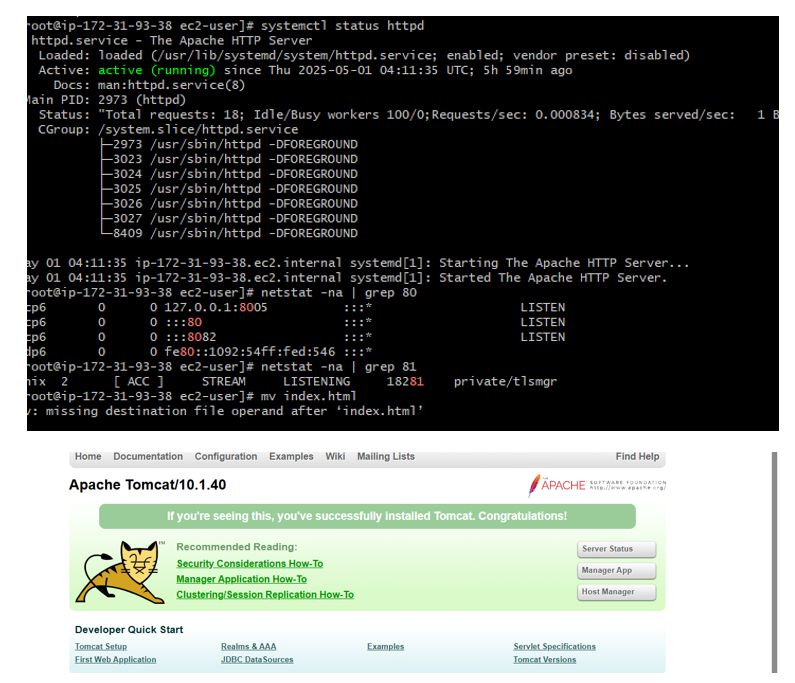 root@ip-172-31-93-38 ec2-user]# systemctl status httpd
httpd.service - The Apache HTTP Server
Loaded: loaded (/usr/lib/systemd/system/httpd.service; enabled; vendor preset: disabled)
Active: active (running) since Thu 2025-05-01 04:11:35 UTC; 5h 59min ago
Docs: man:httpd.service(8)
Main PID: 2973 (httpd)
Status: "Total requests: 18; Idle/Busy workers 100/0;Requests/sec: 0.000834; Bytes served/sec:   1 B
CGroup: /system.slice/httpd.service
├─2973 /usr/sbin/httpd -DFOREGROUND
├─3023 /usr/sbin/httpd -DFOREGROUND
├─3024 /usr/sbin/httpd -DFOREGROUND
├─3025 /usr/sbin/httpd -DFOREGROUND
├─3026 /usr/sbin/httpd -DFOREGROUND
├─3027 /usr/sbin/httpd -DFOREGROUND
└─8409 /usr/sbin/httpd -DFOREGROUND
ay 01 04:11:35 ip-172-31-93-38.ec2.internal systemd[1]: Starting The Apache HTTP Server...
ay 01 04:11:35 ip-172-31-93-38.ec2.internal systemd[1]: Started The Apache HTTP Server.
root@ip-172-31-93-38 ec2-user]# netstat -na | grep 80
cp6       0      0 127.0.0.1:8005          :::*                    LISTEN
cp6       0      0 :::80                   :::*                    LISTEN
cp6       0      0 :::8082                 :::*                    LISTEN
dp6       0      0 fe80::1092:54ff:fed:546 :::*
root@ip-172-31-93-38 ec2-user]# netstat -na | grep 81
nix  2      [ ACC ]     STREAM     LISTENING     18281    private/tlsmgr
root@ip-172-31-93-38 ec2-user]# mv index.html
v: missing destination file operand after ‘index.html’
Home Documentation Configuration Examples Wiki Mailing Lists Find Help
Apache Tomcat/10.1.40
APACHE SOFTWARE FOUNDATION
http://www.apache.org/
If you're seeing this, you've successfully installed Tomcat. Congratulations!
TM
Recommended Reading:
Security Considerations How-To
Manager Application How-To
Clustering/Session Replication How-To
Server Status
Manager App
Host Manager
Developer Quick Start
Tomcat Setup Realms & AAA Examples Servlet Specifications
First Web Application JDBC DataSources Tomcat Versions